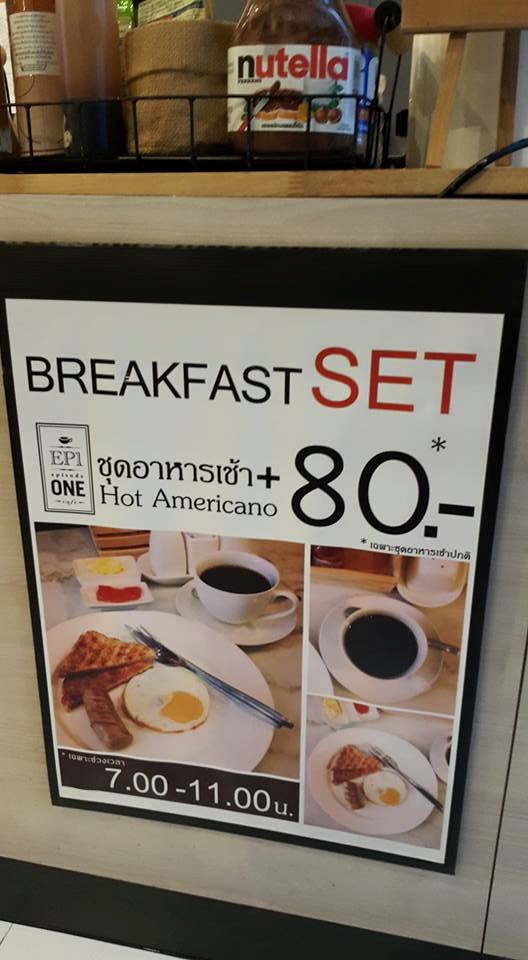 nutella
BREAKFAST SET
EP1
episode
ONE
cafe
ชุดอาหารเช้า+
Hot Americano
80.-*
* เฉพาะชุดอาหารเช้าปกติ
* เฉพาะช่วงเวลา
7.00-11.00น.